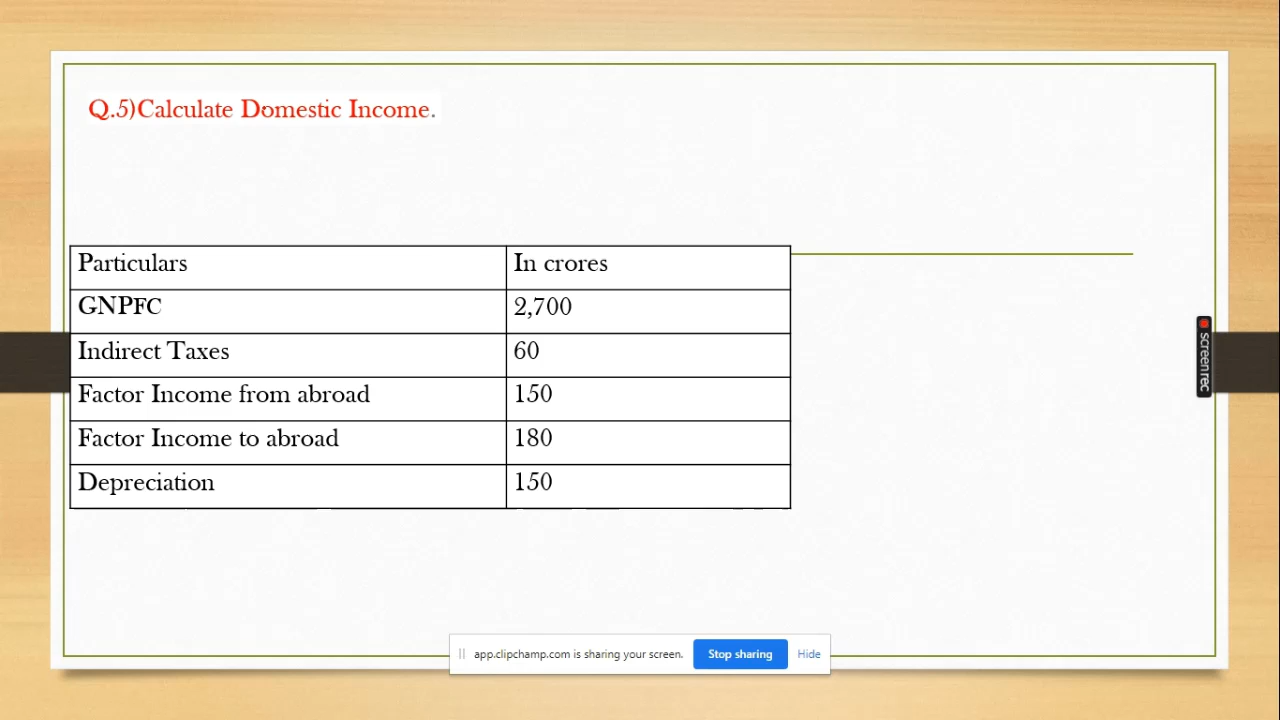 Q.5)Calculate Domestic Income.
Particulars In crores
GNPFC 2,700
Indirect Taxes 60
Factor Income from abroad 150
Factor Income to abroad 180
Depreciation 150
screenrec
app.clipchamp.com is sharing your screen. Stop sharing Hide